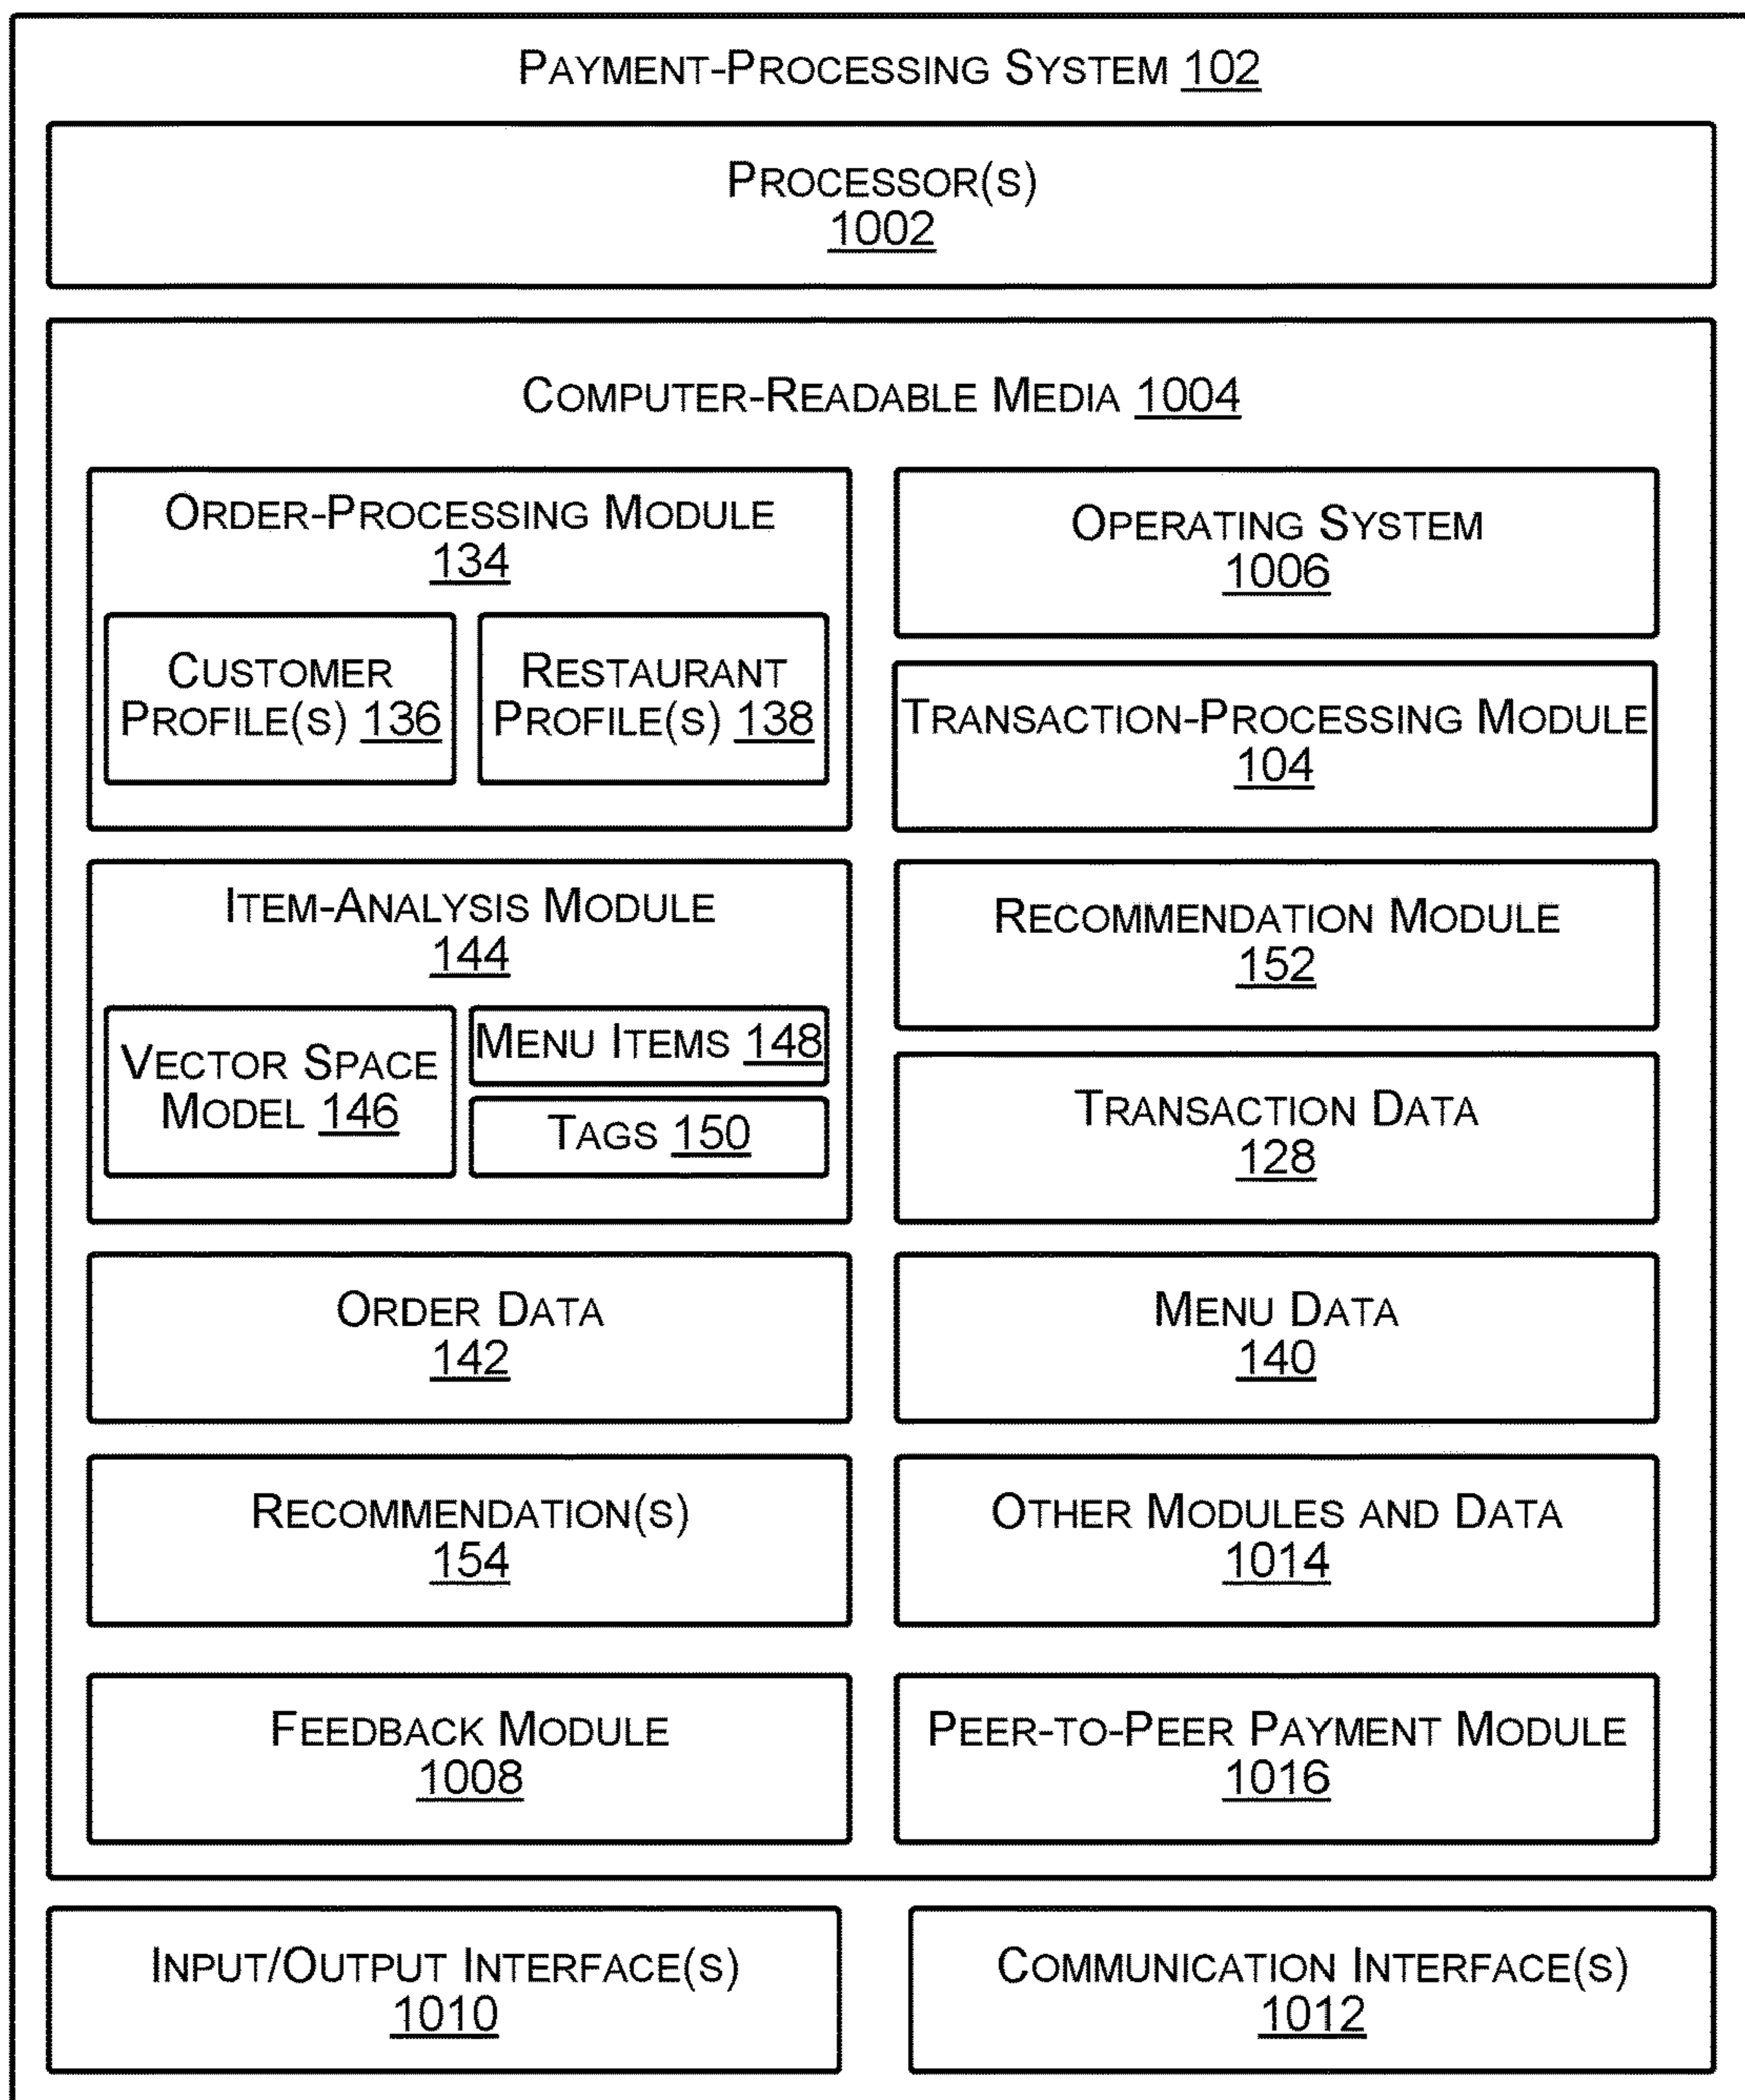 PAYMENT-PROCESSING SYSTEM 102
PROCESSOR(S)
1002
COMPUTER-READABLE MEDIA 1004
ORDER-PROCESSING MODULE
134
CUSTOMER
PROFILE(S) 136
RESTAURANT
PROFILE(S) 138
OPERATING SYSTEM
1006
TRANSACTION-PROCESSING MODULE
104
ITEM-ANALYSIS MODULE
144
VECTOR SPACE
MODEL 146
MENU ITEMS 148
TAGS 150
RECOMMENDATION MODULE
152
TRANSACTION DATA
128
ORDER DATA
142
MENU DATA
140
RECOMMENDATION(S)
154
OTHER MODULES AND DATA
1014
FEEDBACK MODULE
1008
PEER-TO-PEER PAYMENT MODULE
1016
INPUT/OUTPUT INTERFACE(S)
1010
COMMUNICATION INTERFACE(S)
1012